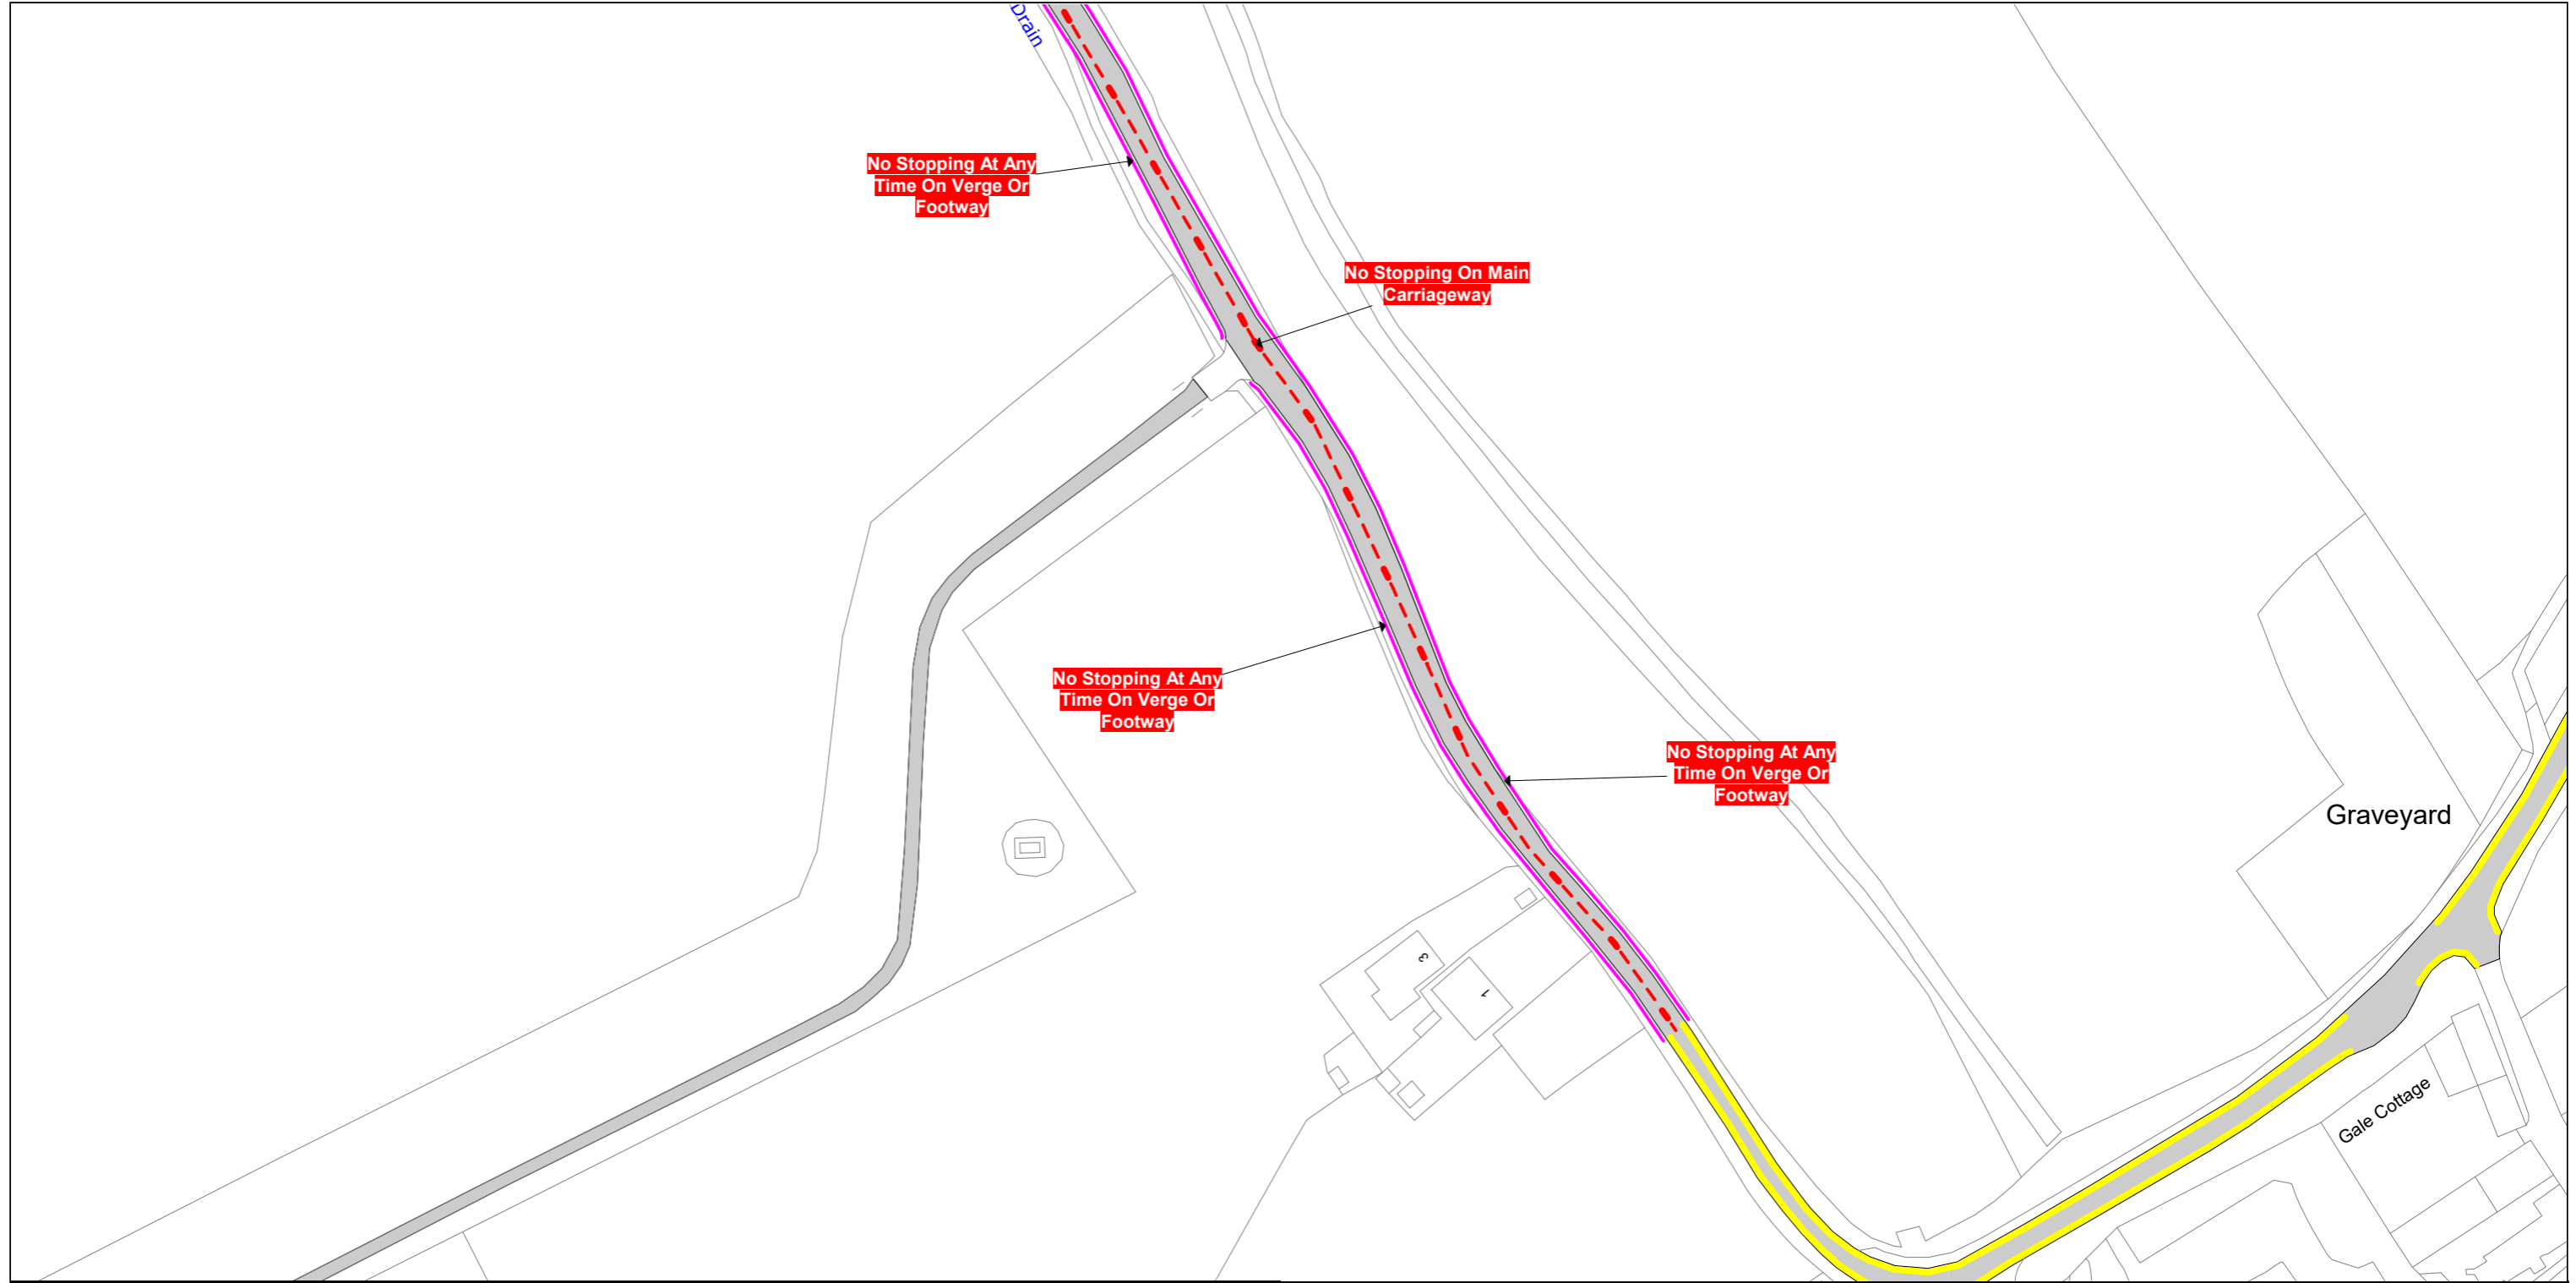 Drain
No Stopping At Any
Time On Verge Or
Footway
No Stopping On Main
Carriageway
No Stopping At Any
Time On Verge Or
Footway
No Stopping At Any
Time On Verge Or
Footway
Graveyard
3
1
Gale Cottage